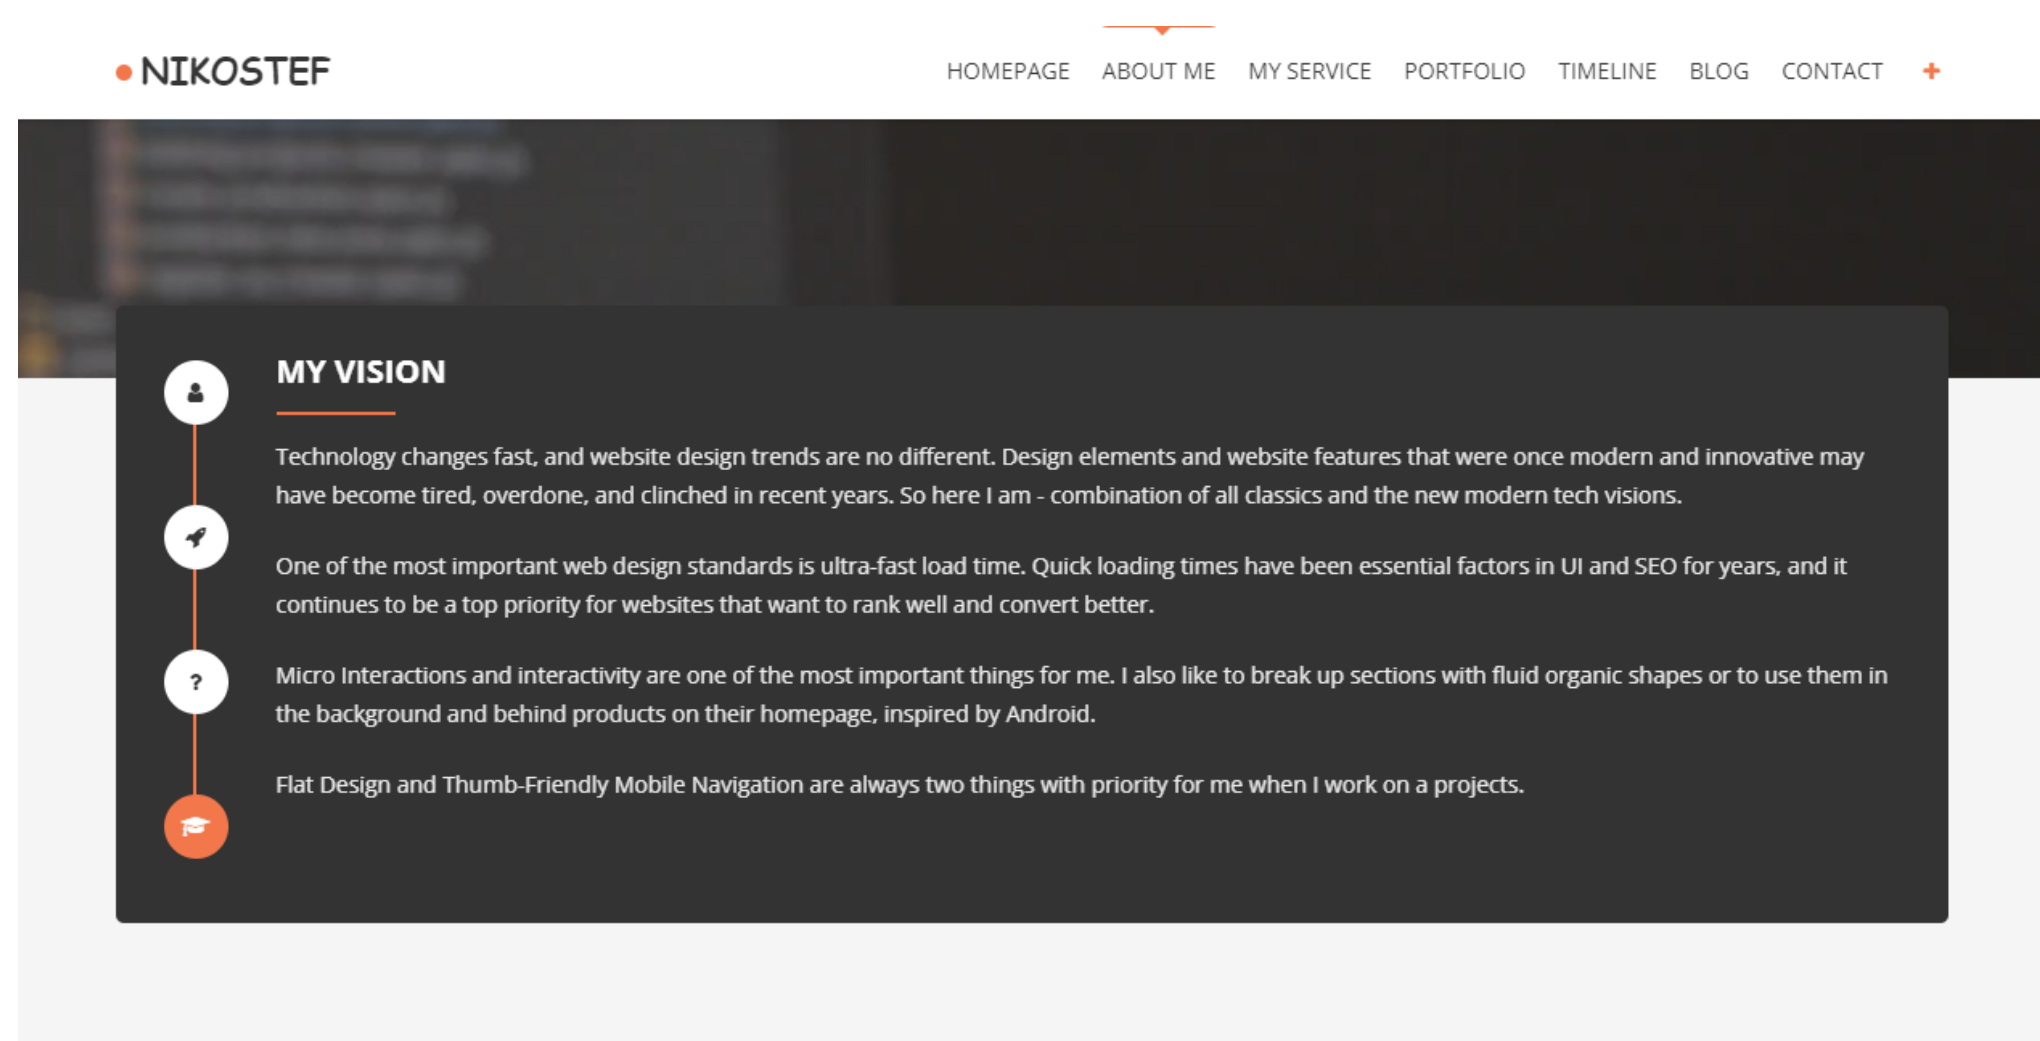 NIKOSTEF
HOMEPAGE ABOUT ME MY SERVICE PORTFOLIO TIMELINE BLOG CONTACT +
MY VISION
Technology changes fast, and website design trends are no different. Design elements and website features that were once modern and innovative may
have become tired, overdone, and clinched in recent years. So here I am - combination of all classics and the new modern tech visions.
One of the most important web design standards is ultra-fast load time. Quick loading times have been essential factors in UI and SEO for years, and it
continues to be a top priority for websites that want to rank well and convert better.
?
Micro Interactions and interactivity are one of the most important things for me. I also like to break up sections with fluid organic shapes or to use them in
the background and behind products on their homepage, inspired by Android.
Flat Design and Thumb-Friendly Mobile Navigation are always two things with priority for me when I work on a projects.